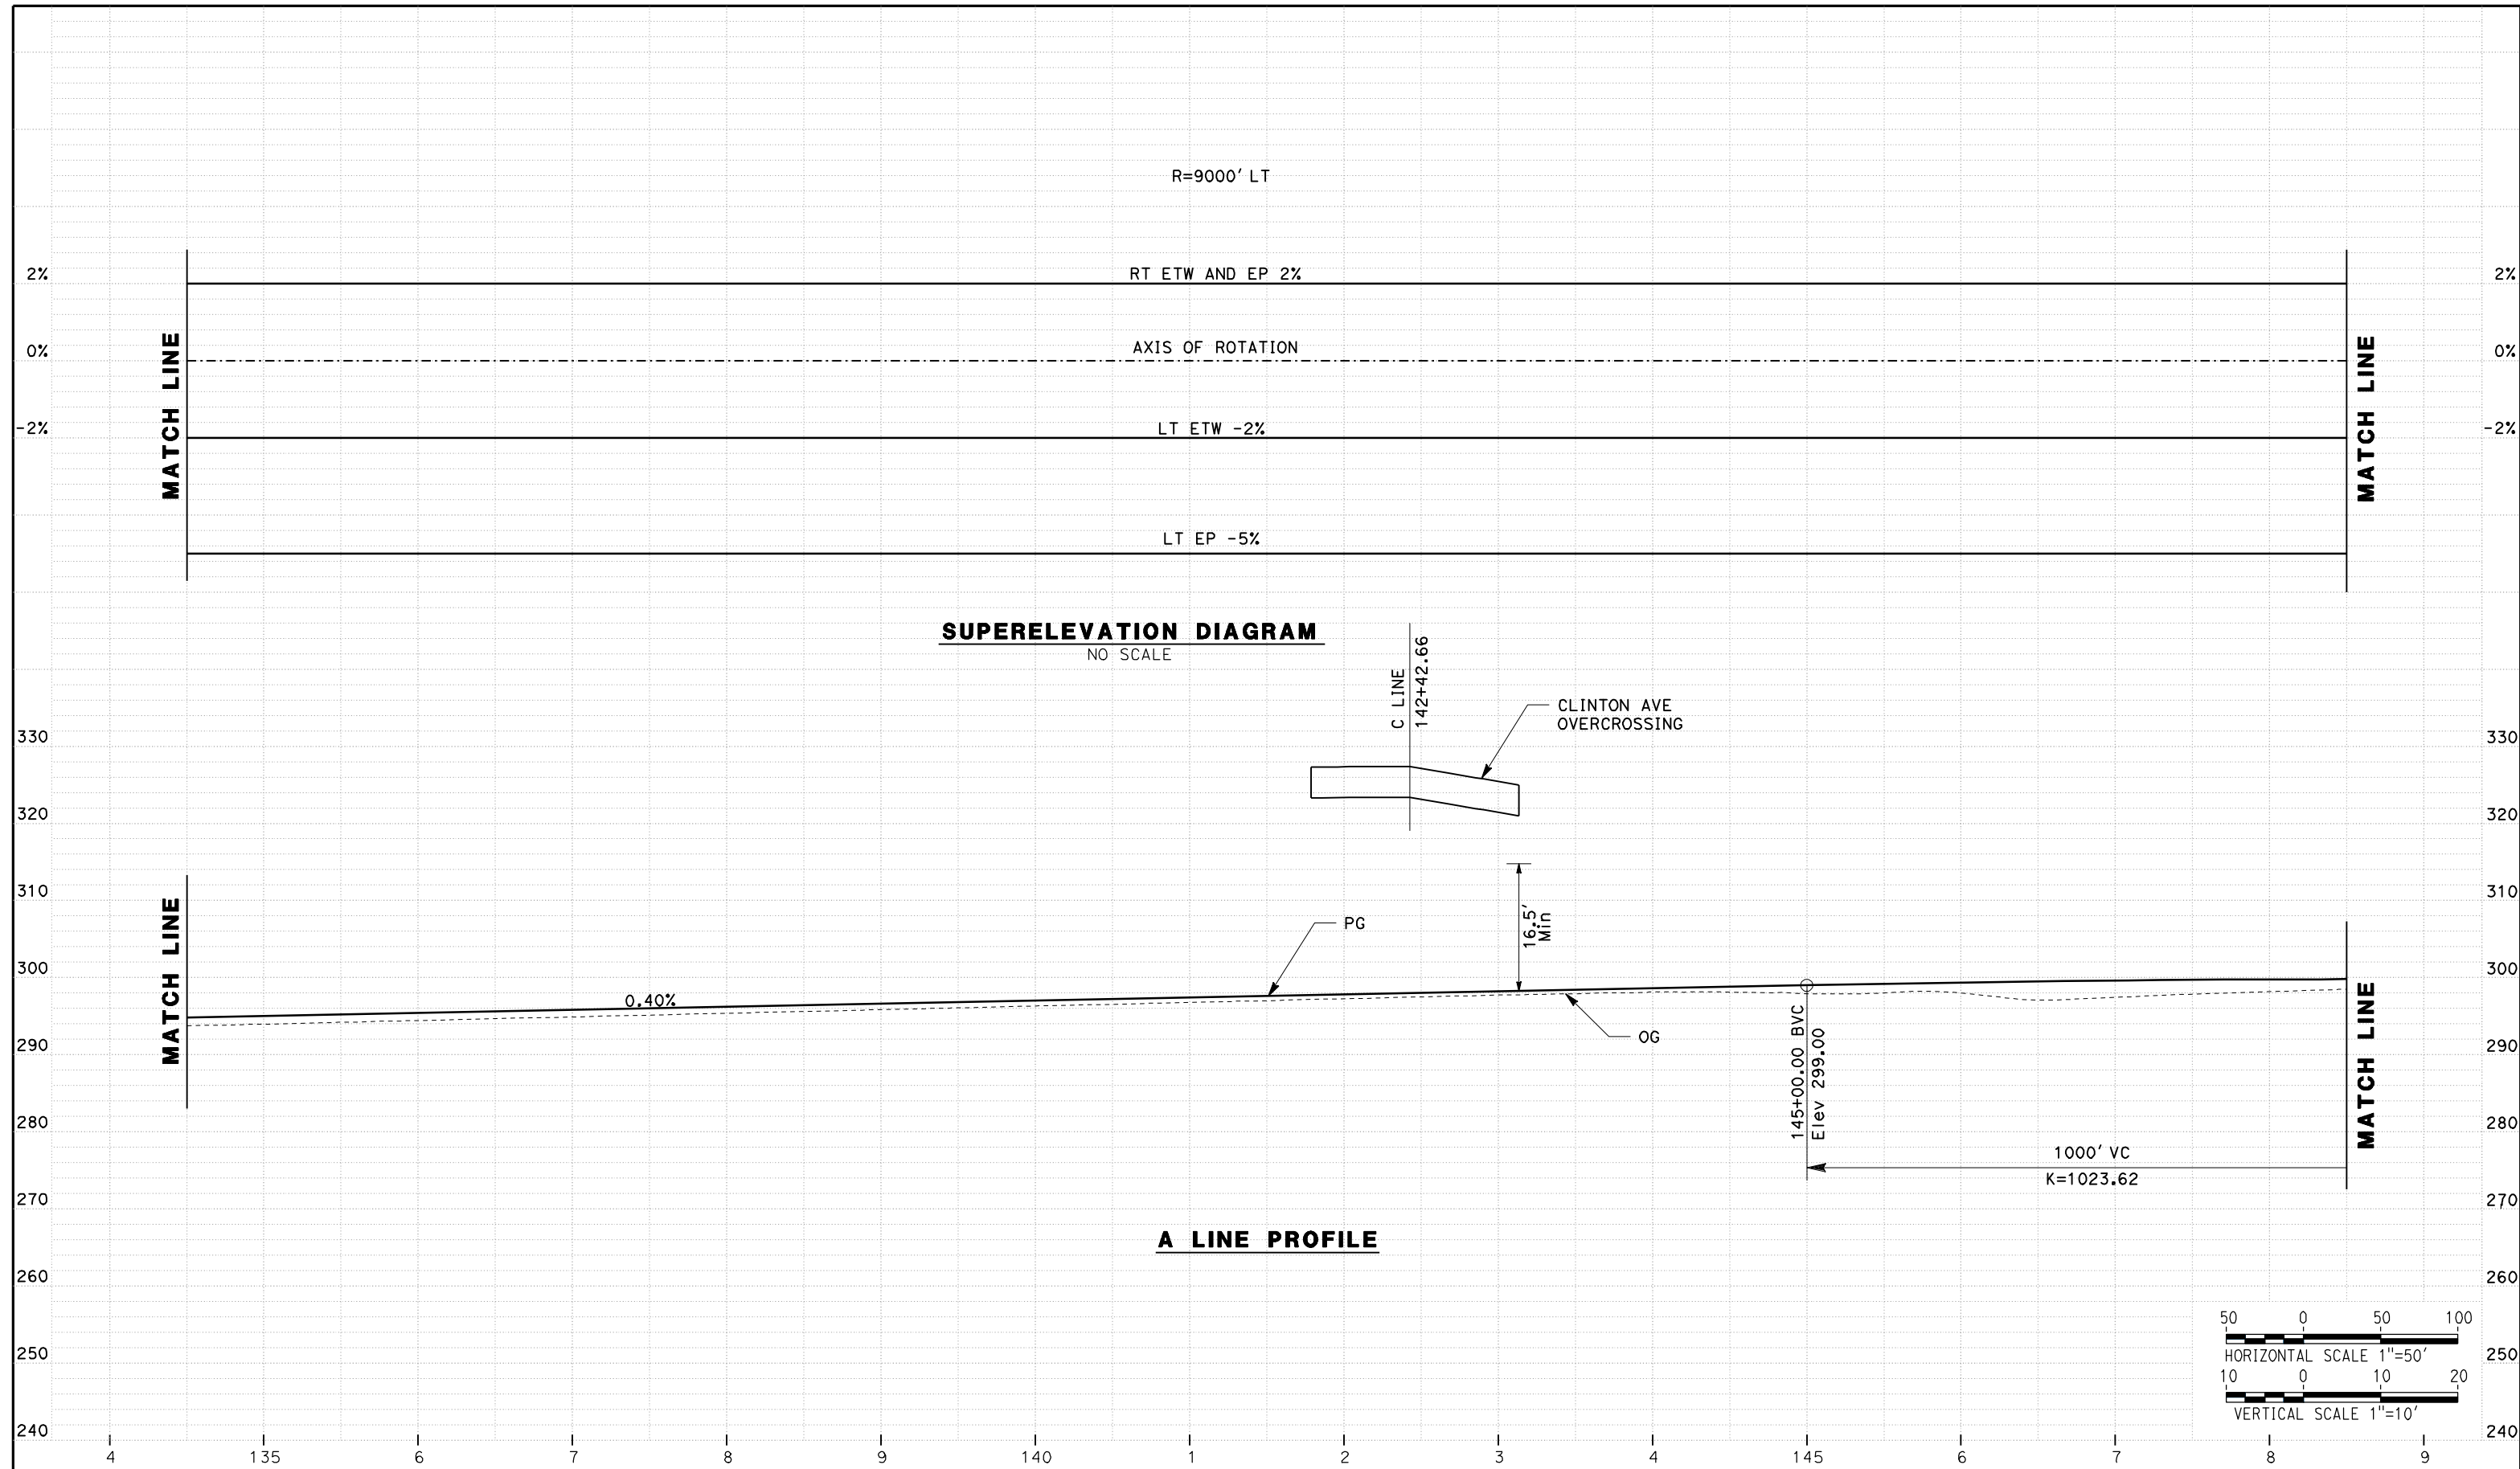 R=9000' LT
2%
RT ETW AND EP 2%
2%
0%
AXIS OF ROTATION
0%
-2%
LT ETW -2%
-2%
MATCH LINE
MATCH LINE
LT EP -5%
SUPERELEVATION DIAGRAM
NO SCALE
C LINE
142+42.66
CLINTON AVE
OVERCROSSING
330
330
320
320
310
310
PG
16.5'
Min
300
300
0.40%
MATCH LINE
MATCH LINE
OG
290
290
145+00.00 BVC
Elev 299.00
280
280
1000' VC
K=1023.62
270
270
A LINE PROFILE
260
260
50 0 50 100
HORIZONTAL SCALE 1"=50'
250
250
10 0 10 20
VERTICAL SCALE 1"=10'
240
240
4 135 6 7 8 9 140 1 2 3 4 145 6 7 8 9